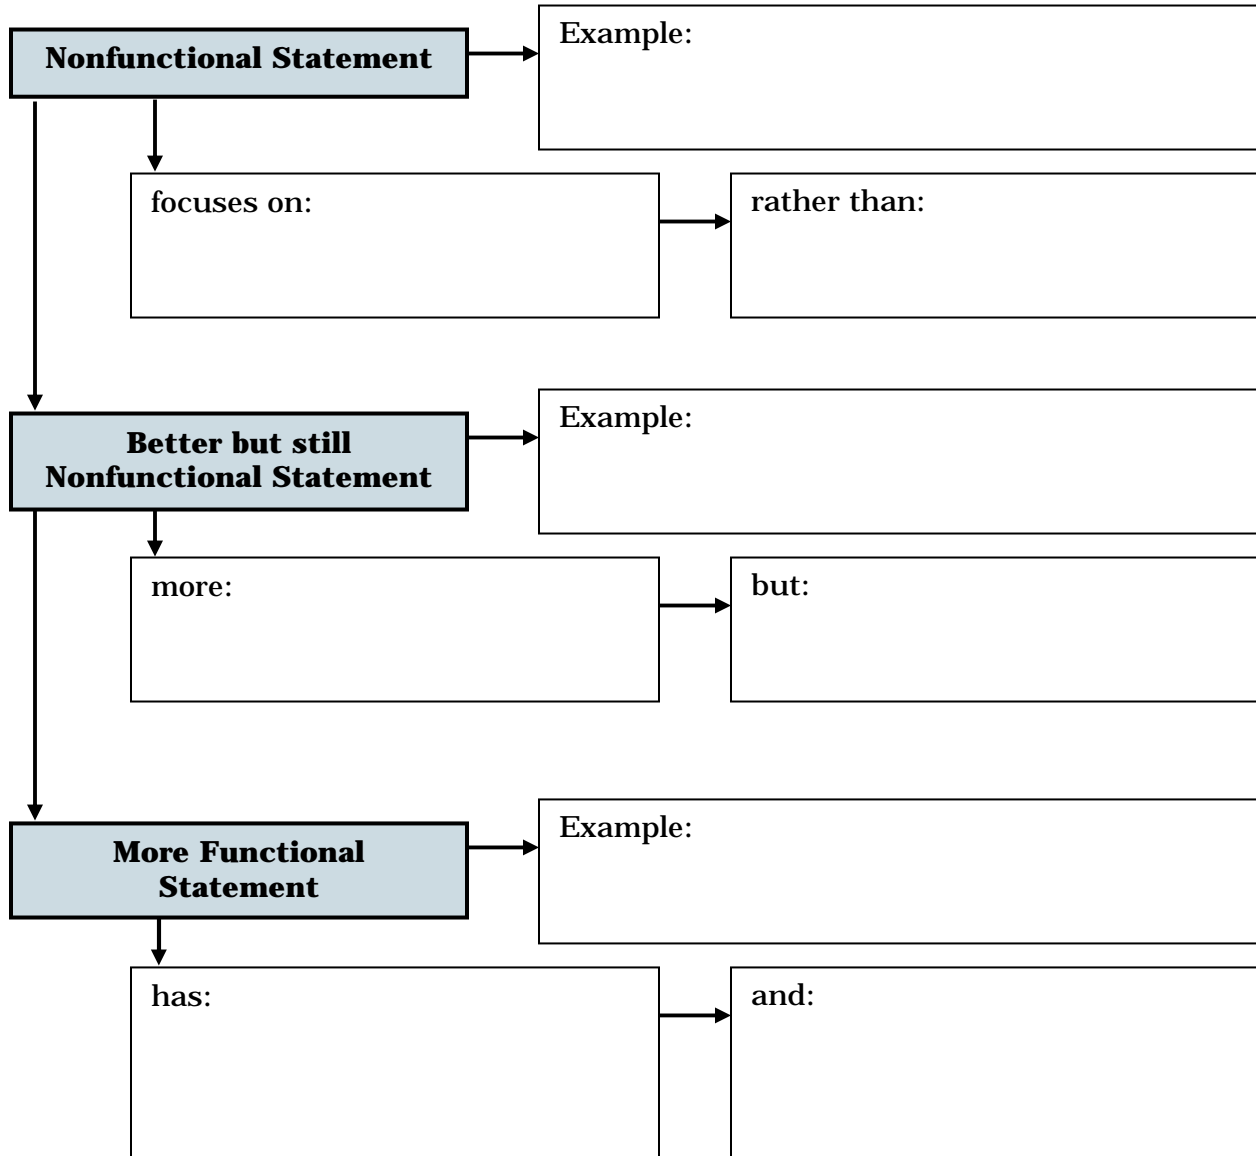 Nonfunctional Statement
Example:
focuses on:
rather than:
Better but still
Nonfunctional Statement
Example:
more:
but:
More Functional
Statement
Example:
has:
and: